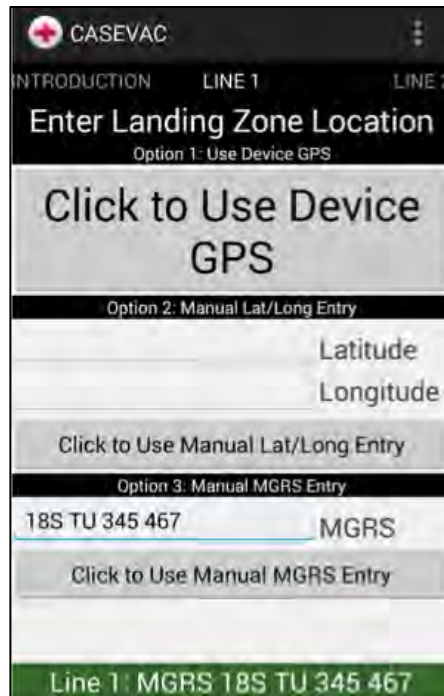 CASEVAC
INTRODUCTION LINE 1 LINE
Enter Landing Zone Location
Option 1: Use Device GPS
Click to Use Device
GPS
Option 2: Manual Lat/Long Entry
Latitude
Longitude
Click to Use Manual Lat/Long Entry
Option 3: Manual MGRS Entry
18S TU 345 467 MGRS
Click to Use Manual MGRS Entry
Line 1: MGRS 18S TU 345 467